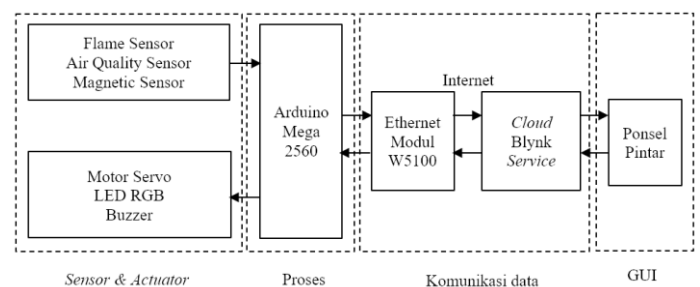 Flame Sensor
Air Quality Sensor
Magnetic Sensor
Motor Servo
LED RGB
Buzzer
Arduino
Mega
2560
Internet
Ethernet
Modul
W5100
Cloud
Blynk
Service
Ponsel
Pintar
Sensor & Actuator
Proses
Komunikasi data
GUI